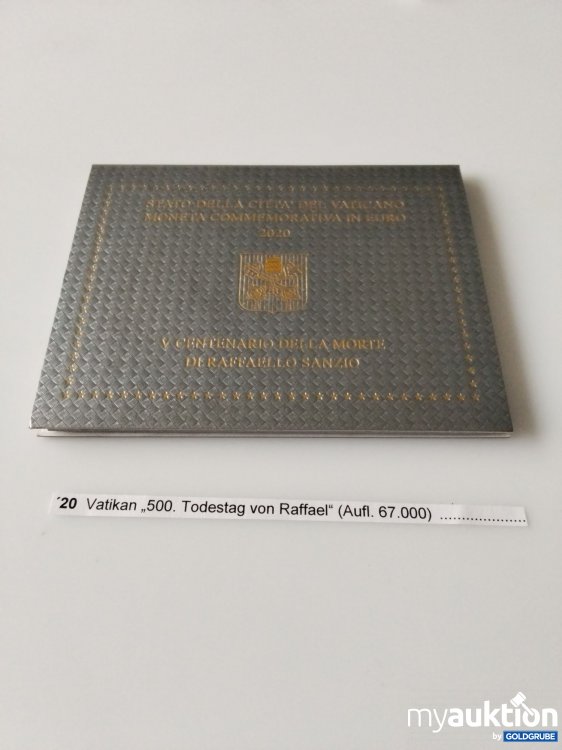 STATO DELLA CITTA' DEL VATICANO
MONETA COMMEMORATIVA IN EURO
2020
V CENTENARIO DELLA MORTE
DI RAFFAELLO SANZIO
´20 Vatikan „500. Todestag von Raffael“ (Aufl. 67.000) .....................
myauktion
by GOLDGRUBE